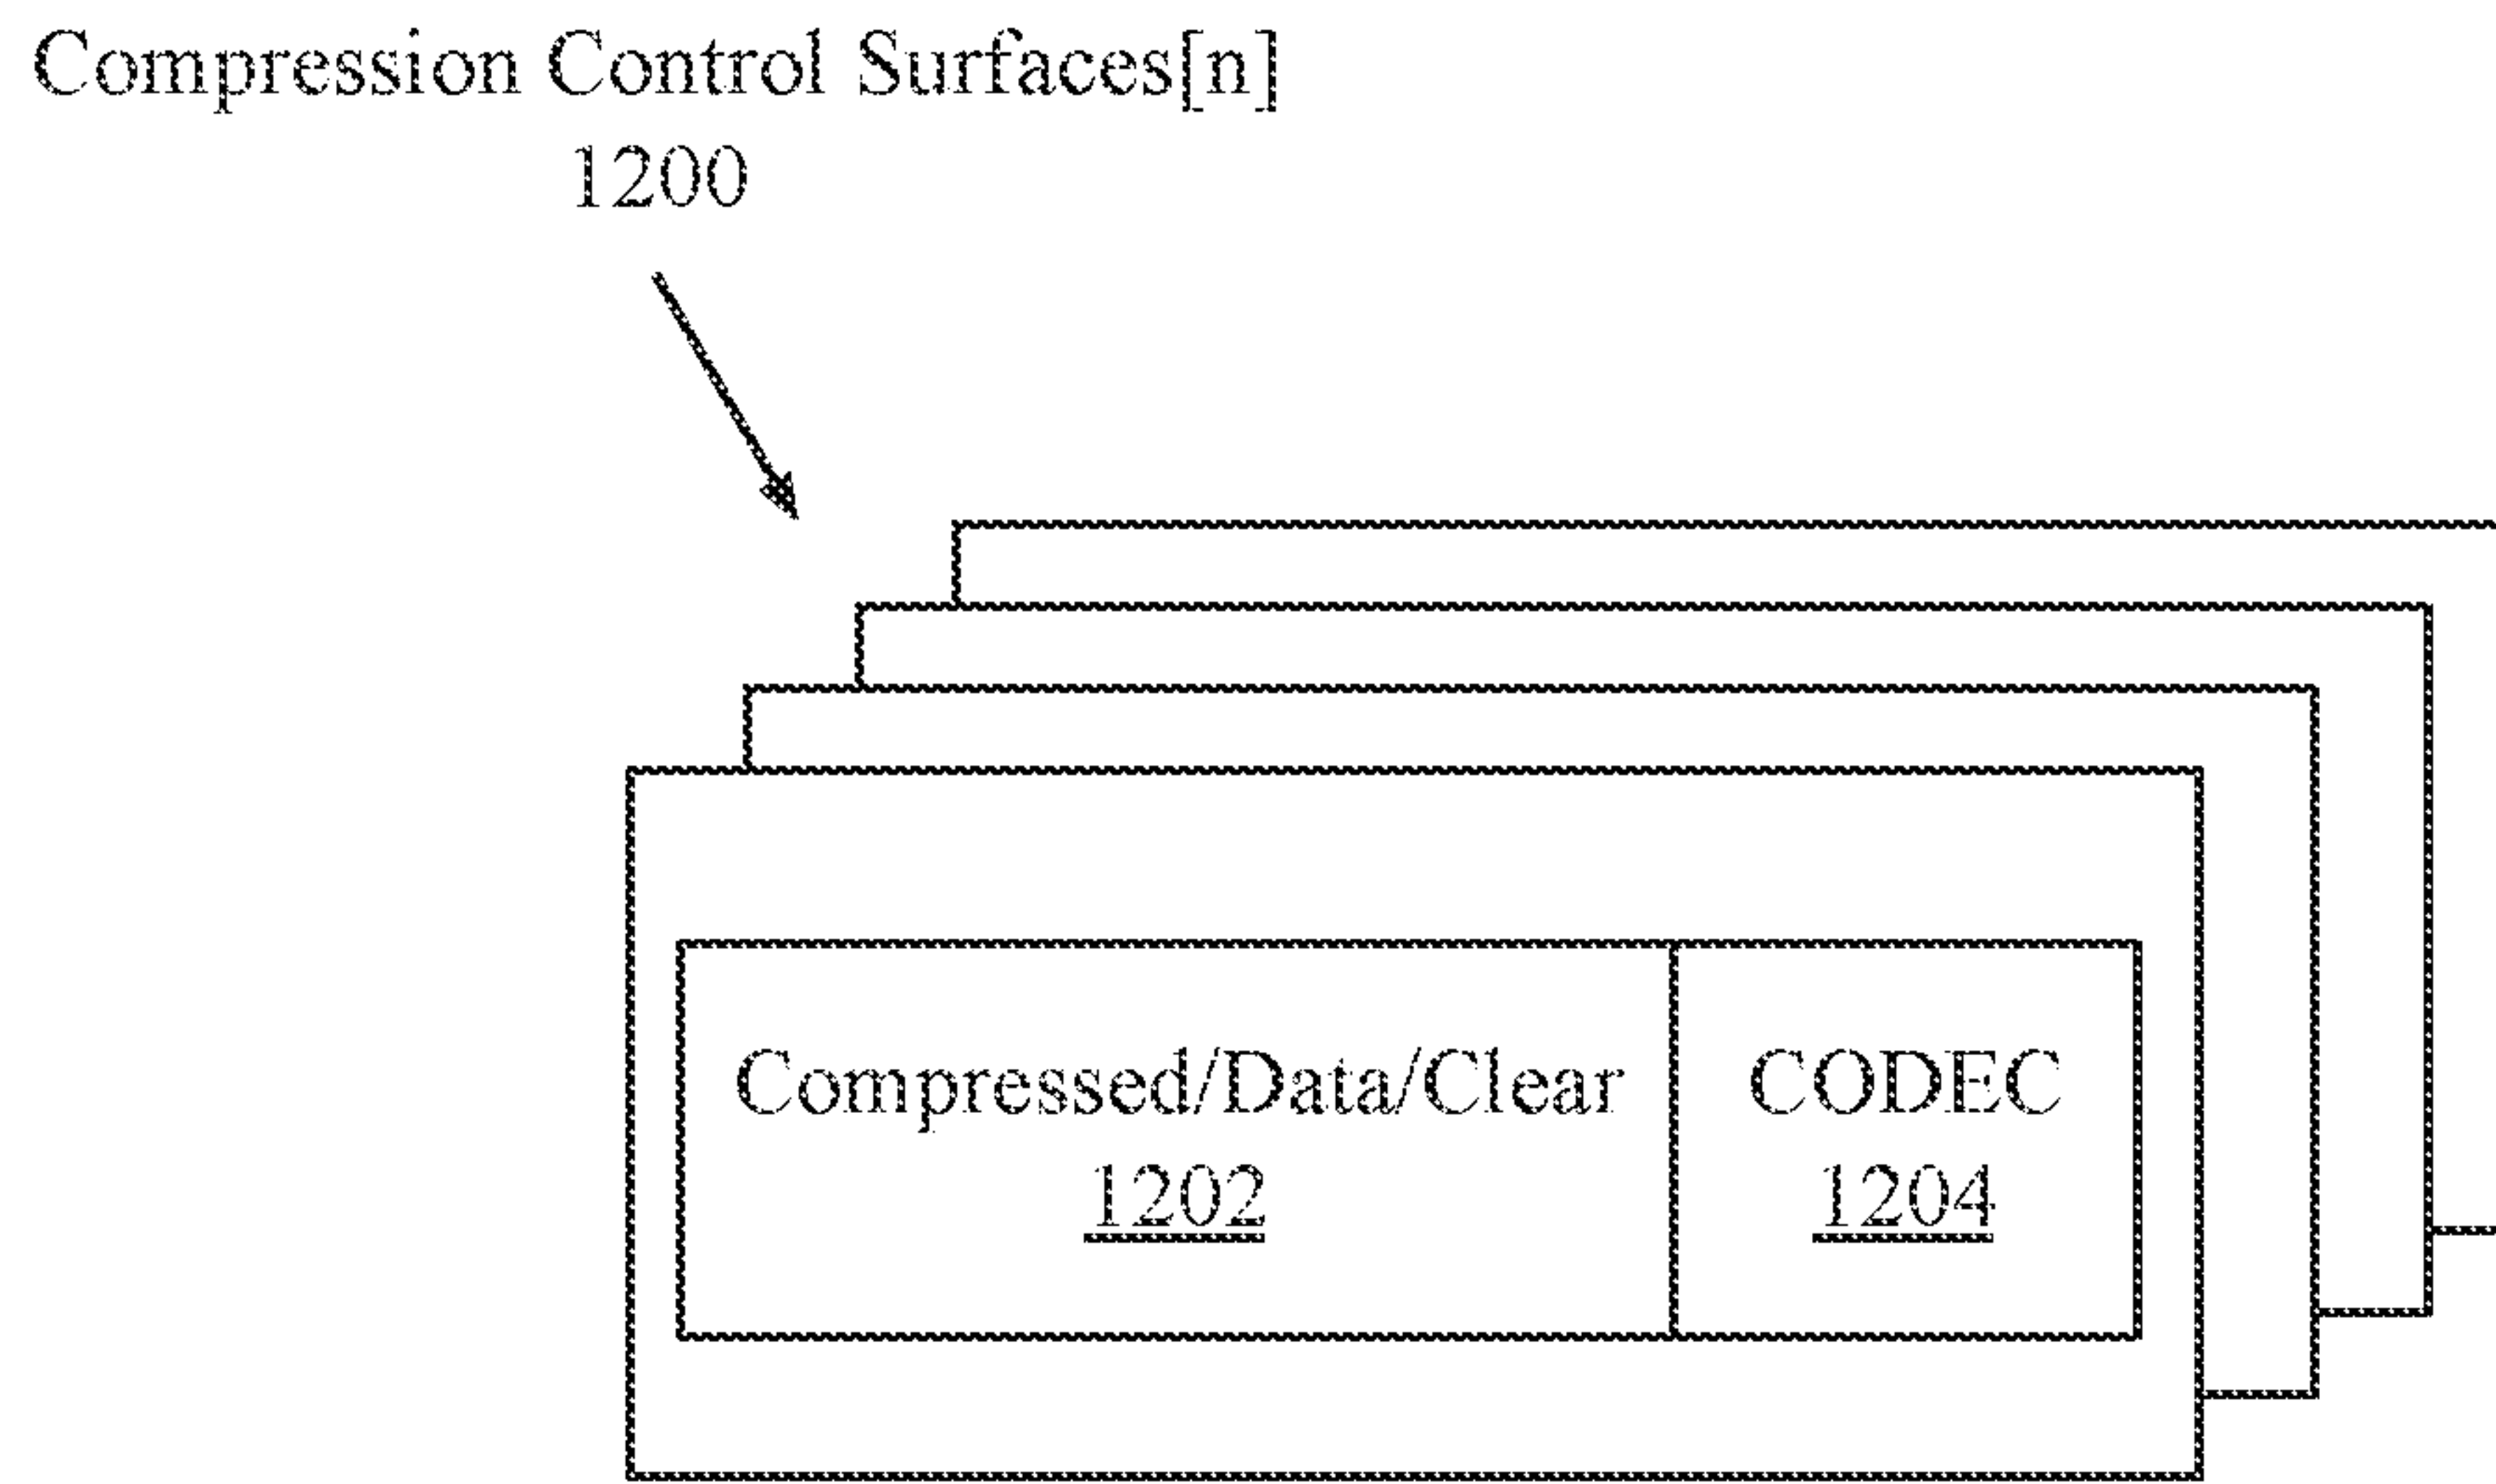 Compression Control Surfaces[n]
1200
Compressed/Data/Clear
1202
CODEC
1204